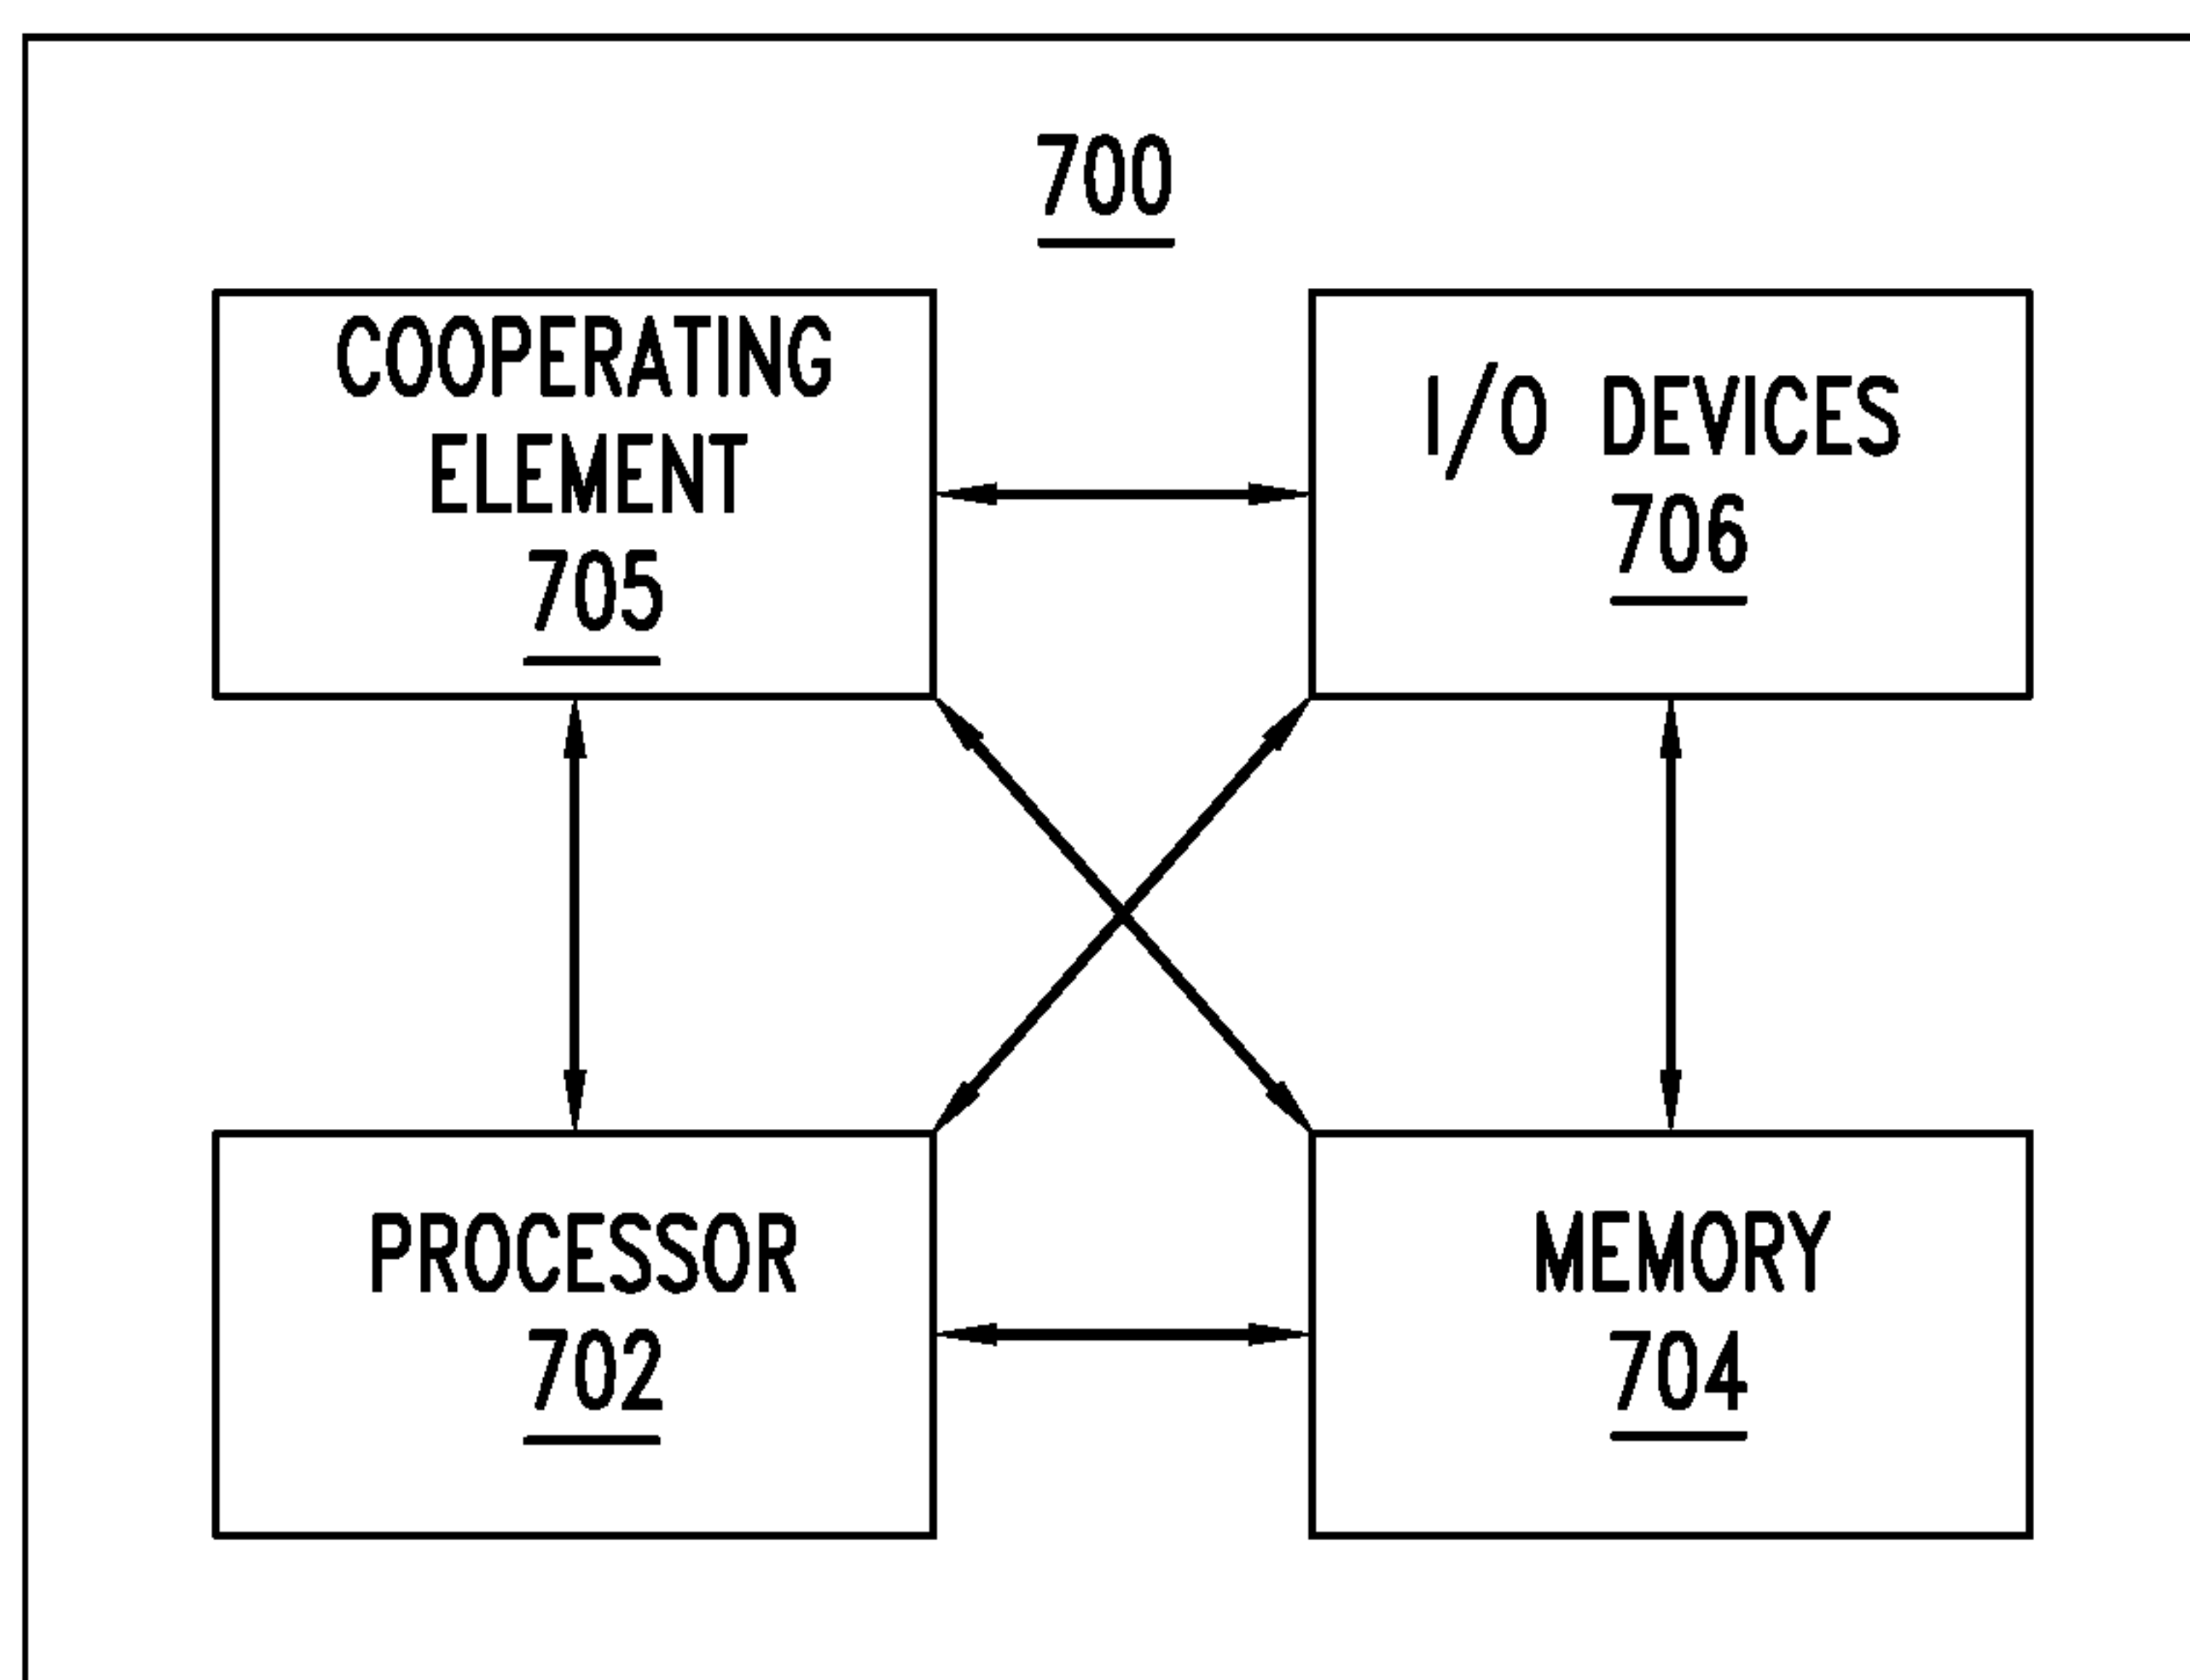 700
COOPERATING
ELEMENT
705
I/O DEVICES
706
PROCESSOR
702
MEMORY
704